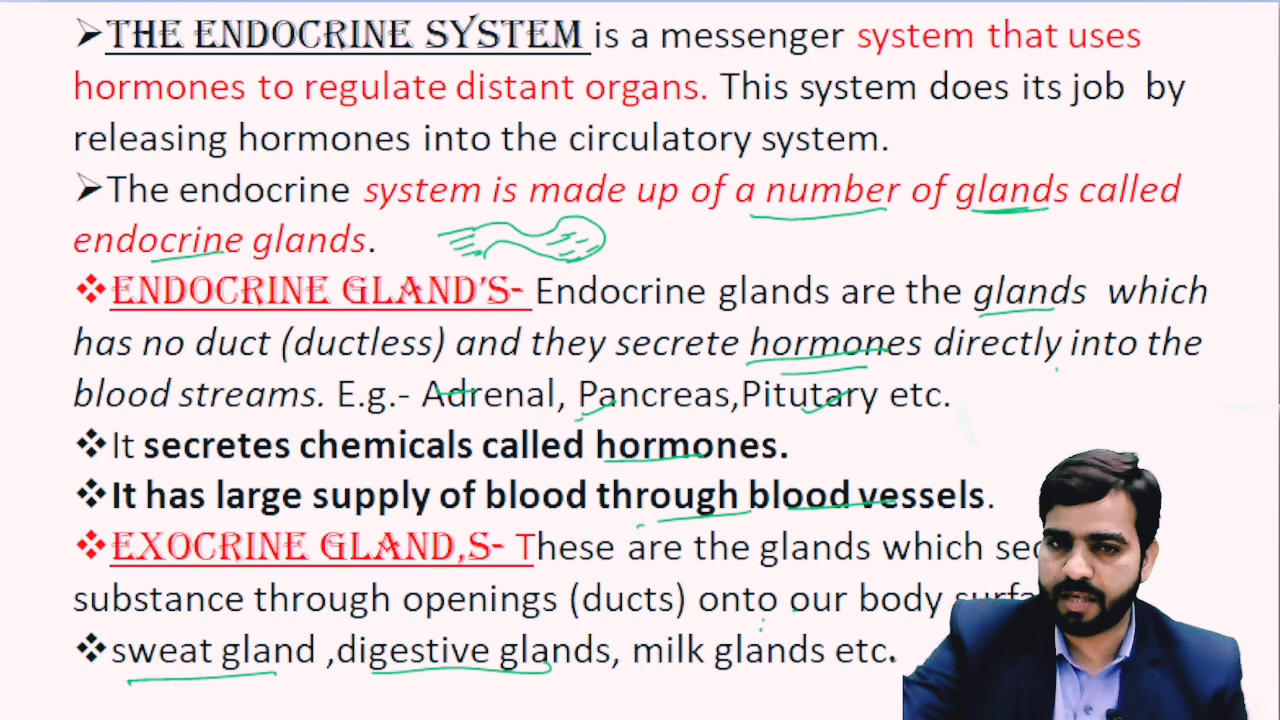 ➤THE ENDOCRINE SYSTEM is a messenger system that uses
hormones to regulate distant organs. This system does its job by
releasing hormones into the circulatory system.
➤The endocrine system is made up of a number of glands called
endocrine glands.
❖ENDOCRINE GLAND'S- Endocrine glands are the glands which
has no duct (ductless) and they secrete hormones directly into the
blood streams. E.g.- Adrenal, Pancreas,Pitutary etc.
❖It secretes chemicals called hormones.
❖It has large supply of blood through blood vessels.
❖EXOCRINE GLAND,S- These are the glands which
substance through openings (ducts) onto our body
❖sweat gland ,digestive glands, milk glands etc.